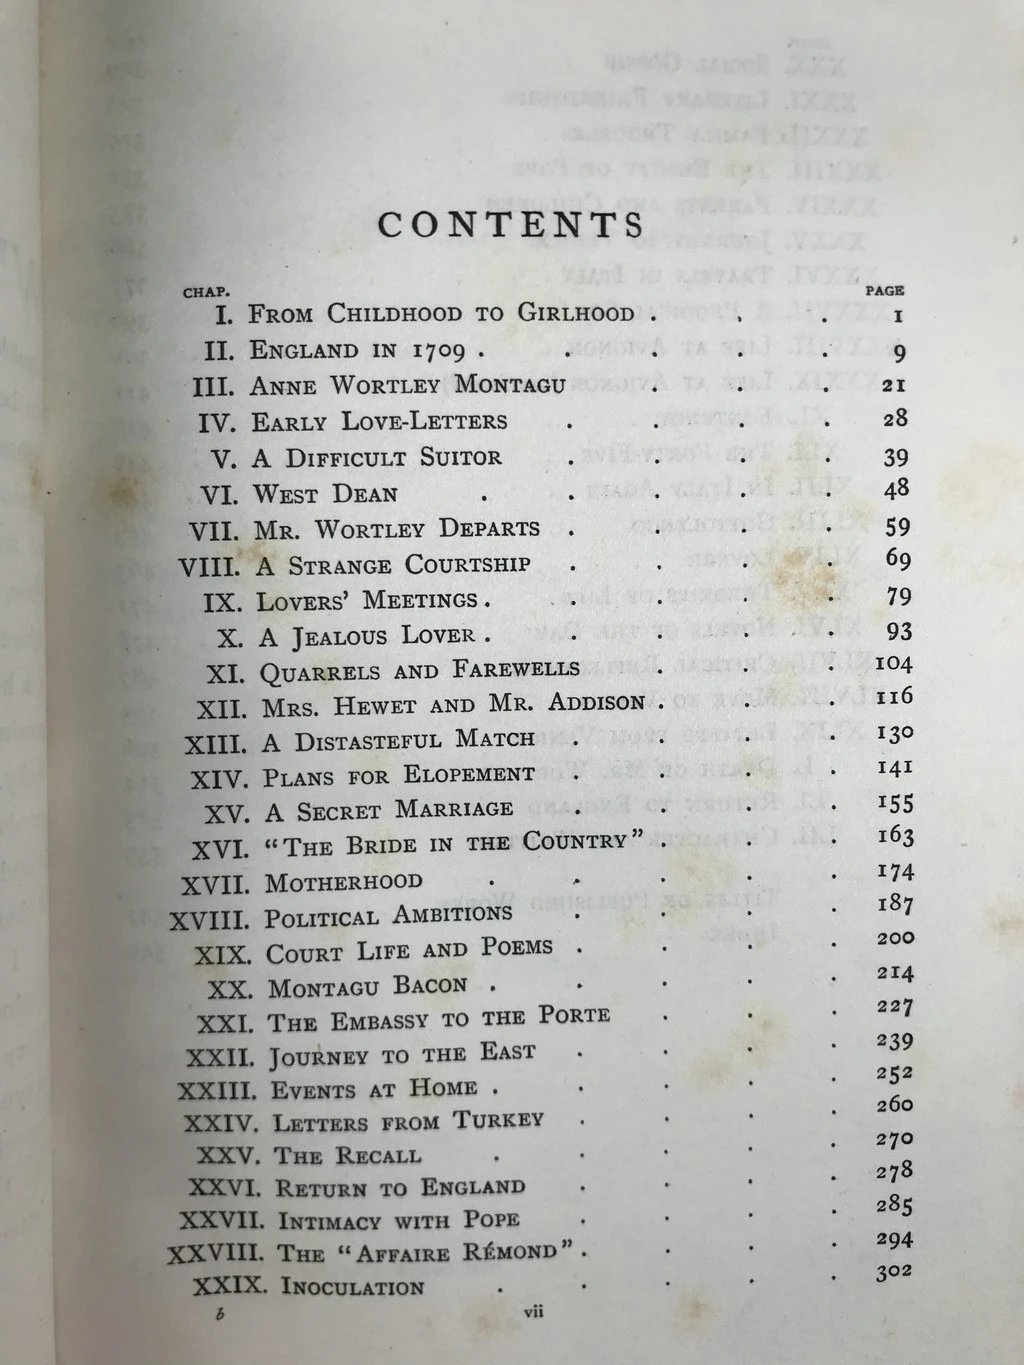 CONTENTS
CHAP. PAGE
I. FROM CHILDHOOD TO GIRLHOOD . . . 1
II. ENGLAND IN 1709 . . . . . 9
III. ANNE WORTLEY MONTAGU . . . 21
IV. EARLY LOVE-LETTERS . . . . 28
V. A DIFFICULT SUITOR . . . . 39
VI. WEST DEAN . . . . . 48
VII. MR. WORTLEY DEPARTS . . . . 59
VIII. A STRANGE COURTSHIP . . . . 69
IX. LOVERS' MEETINGS . . . . . 79
X. A JEALOUS LOVER . . . . . 93
XI. QUARRELS AND FAREWELLS . . . 104
XII. MRS. HEWET AND MR. ADDISON . . . 116
XIII. A DISTASTEFUL MATCH . . . . 130
XIV. PLANS FOR ELOPEMENT . . . . 141
XV. A SECRET MARRIAGE . . . . 155
XVI. "THE BRIDE IN THE COUNTRY" . . . 163
XVII. MOTHERHOOD . . . . . 174
XVIII. POLITICAL AMBITIONS . . . . 187
XIX. COURT LIFE AND POEMS . . . . 200
XX. MONTAGU BACON . . . . . 214
XXI. THE EMBASSY TO THE PORTE . . . 227
XXII. JOURNEY TO THE EAST . . . . 239
XXIII. EVENTS AT HOME . . . . . 252
XXIV. LETTERS FROM TURKEY . . . . 260
XXV. THE RECALL . . . . . 270
XXVI. RETURN TO ENGLAND . . . . 278
XXVII. INTIMACY WITH POPE . . . . 285
XXVIII. THE "AFFAIRE RÉMOND" . . . . 294
XXIX. INOCULATION . . . . . 302
b vii